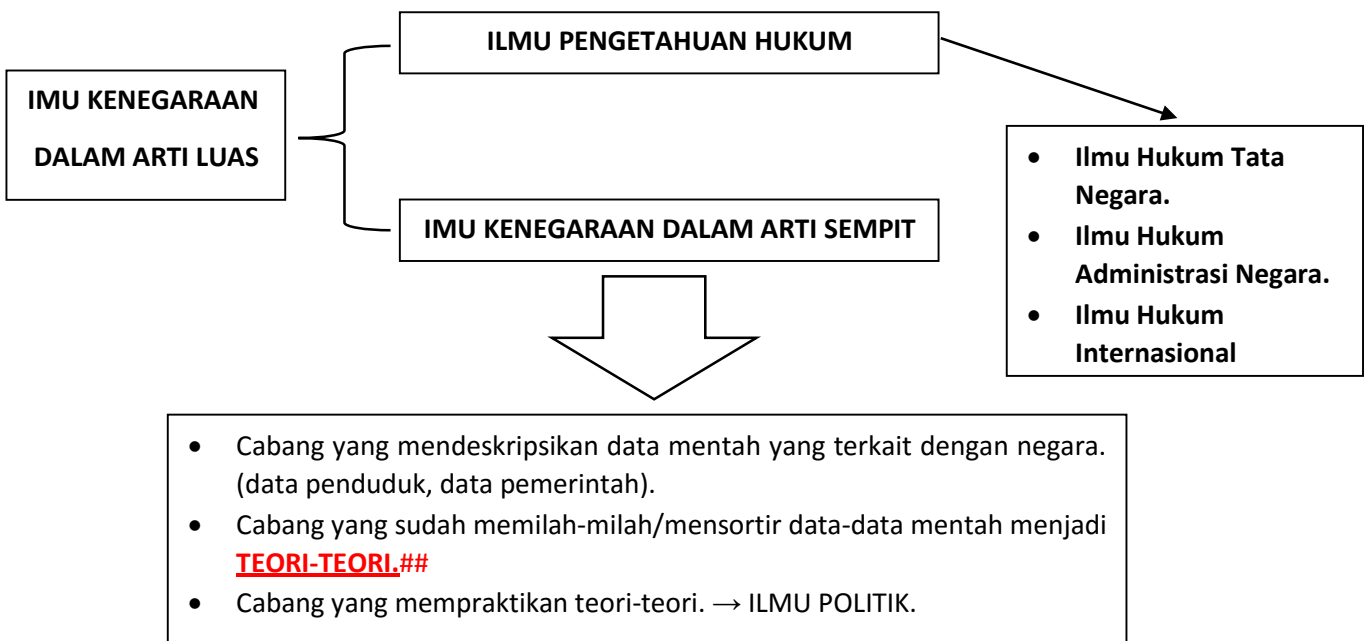 ILMU PENGETAHUAN HUKUM
IMU KENEGARAAN
DALAM ARTI LUAS
• Ilmu Hukum Tata
Negara.
• Ilmu Hukum
Administrasi Negara.
• Ilmu Hukum
Internasional
IMU KENEGARAAN DALAM ARTI SEMPIT
• Cabang yang mendeskripsikan data mentah yang terkait dengan negara.
(data penduduk, data pemerintah).
• Cabang yang sudah memilah-milah/mensortir data-data mentah menjadi
TEORI-TEORI.##
• Cabang yang mempraktikan teori-teori. → ILMU POLITIK.